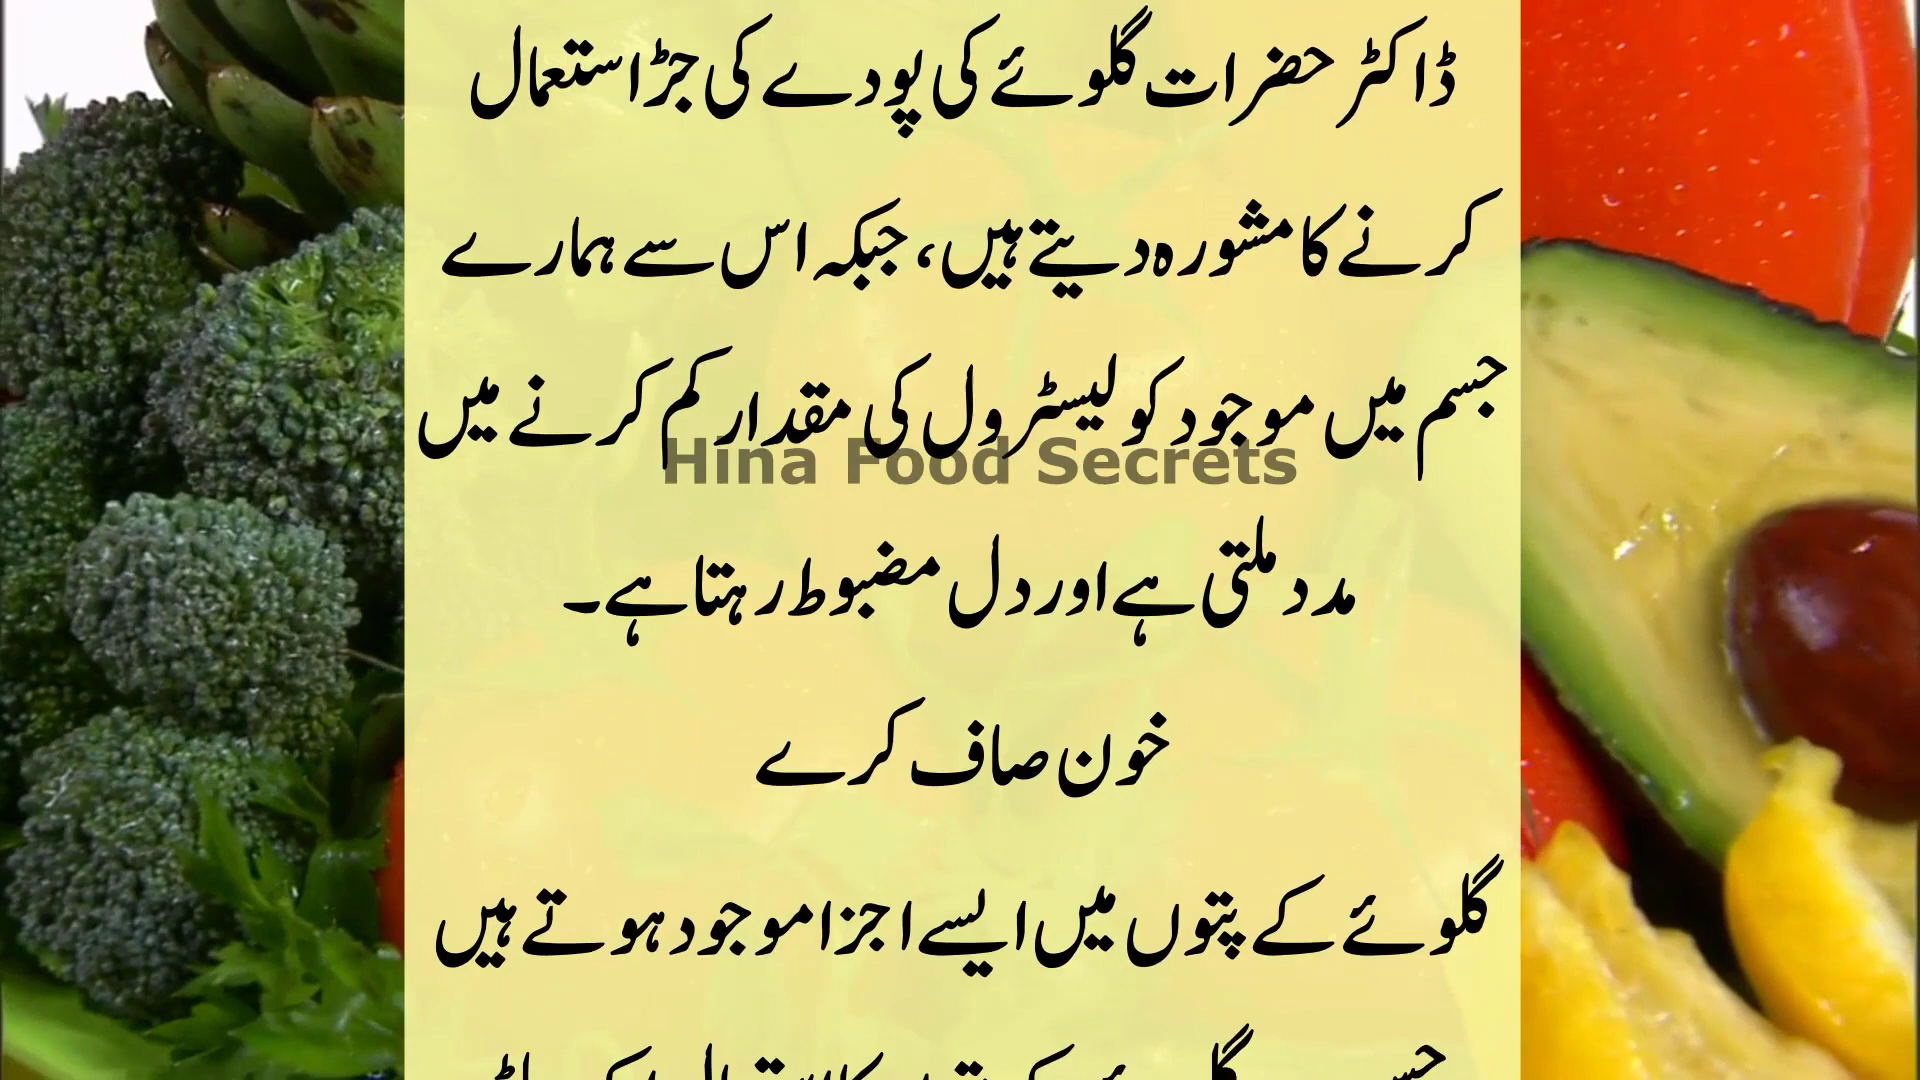 ڈاکٹر حضرات گلوئے کی پودے کی جڑ استعمال
کرنے کا مشورہ دیتے ہیں، جبکہ اس سے ہمارے
جسم میں موجود کولیسٹرول کی مقدار کم کرنے میں
Hina Food Secrets
مدد ملتی ہے اور دل مضبوط رہتا ہے۔
خون صاف کرے
گلوئے کے پتوں میں ایسے اجزا موجود ہوتے ہیں